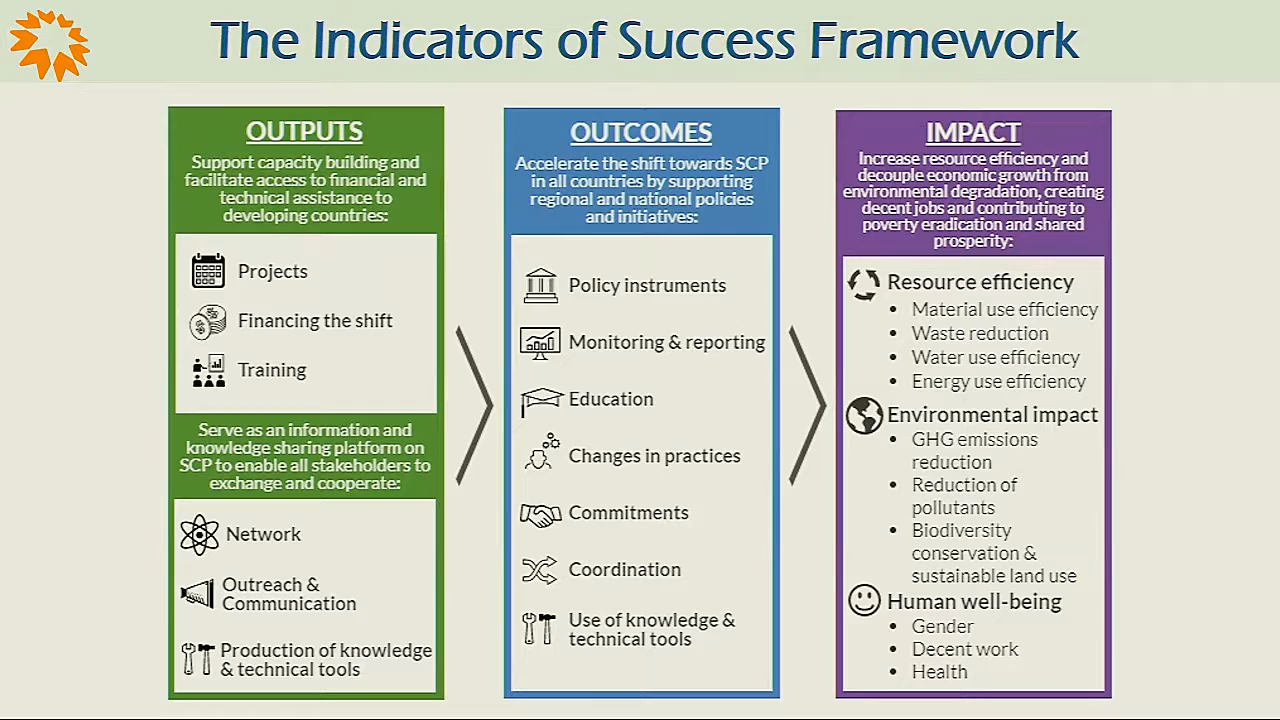 The Indicators of Success Framework
OUTPUTS
Support capacity building and
facilitate access to financial and
technical assistance to
developing countries:
Projects
Financing the shift
Training
Serve as an information and
knowledge sharing platform on
SCP to enable all stakeholders to
exchange and cooperate:
Network
Outreach &
Communication
Production of knowledge
& technical tools
OUTCOMES
Accelerate the shift towards SCP
in all countries by supporting
regional and national policies
and initiatives:
Policy instruments
Monitoring & reporting
Education
Changes in practices
Commitments
Coordination
Use of knowledge &
technical tools
IMPACT
Increase resource efficiency and
decouple economic growth from
environmental degradation, creating
decent jobs and contributing to
poverty eradication and shared
prosperity:
Resource efficiency
• Material use efficiency
• Waste reduction
• Water use efficiency
• Energy use efficiency
Environmental impact
• GHG emissions
reduction
• Reduction of
pollutants
• Biodiversity
conservation &
sustainable land use
Human well-being
• Gender
• Decent work
• Health